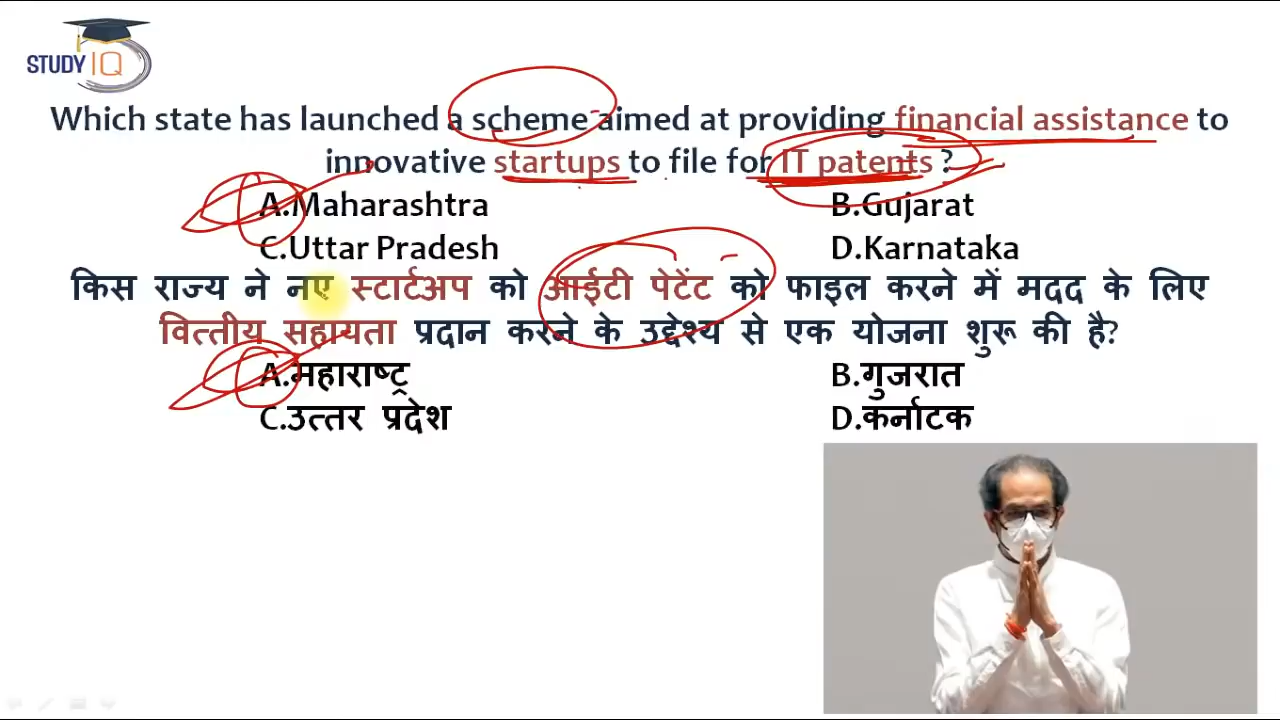 STUDY IQ
Which state has launched a scheme aimed at providing financial assistance to
innovative startups to file for IT patents ?
A.Maharashtra B.Gujarat
C.Uttar Pradesh D.Karnataka
किस राज्य ने नए स्टार्टअप को आईटी पेटेंट को फाइल करने में मदद के लिए
वित्तीय सहायता प्रदान करने के उद्देश्य से एक योजना शुरू की है?
A.महाराष्ट्र B.गुजरात
C.उत्तर प्रदेश D.कर्नाटक